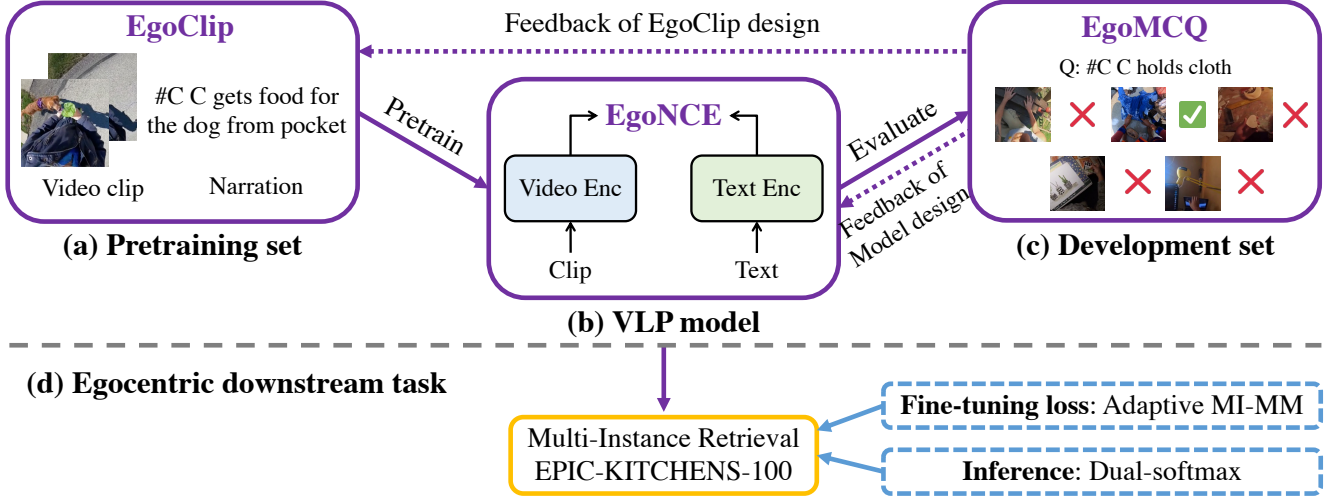 EgoClip
#C C gets food for
the dog from pocket
Video clip
Narration
(a) Pretraining set
Feedback of EgoClip design
Pretrain
EgoNCE
Video Enc
Text Enc
Clip
Text
(b) VLP model
Evaluate
Feedback of
Model design
EgoMCQ
Q: #C C holds cloth
(c) Development set
(d) Egocentric downstream task
Multi-Instance Retrieval
EPIC-KITCHENS-100
Fine-tuning loss: Adaptive MI-MM
Inference: Dual-softmax